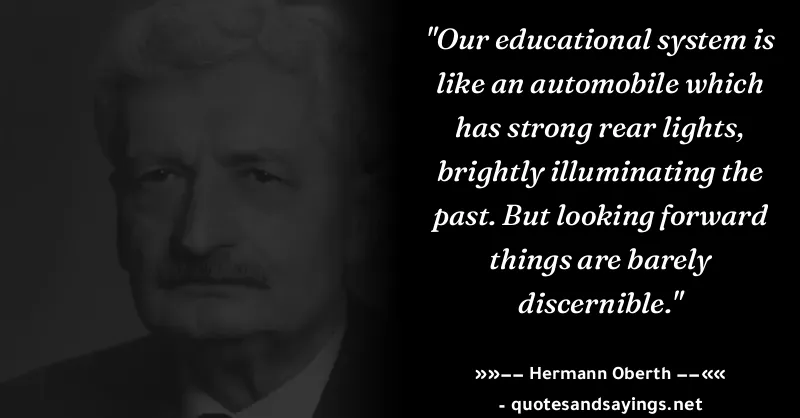 "Our educational system is
like an automobile which
has strong rear lights,
brightly illuminating the
past. But looking forward
things are barely
discernible."
»»–– Hermann Oberth ––««
- quotesandsayings.net